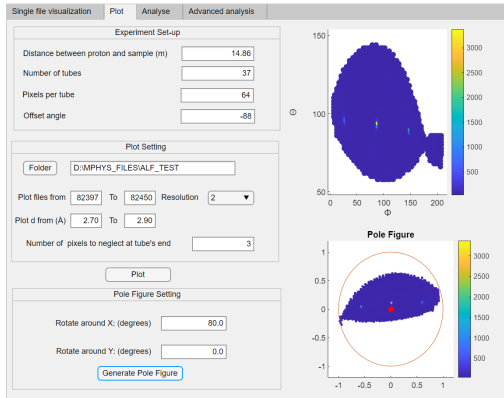 Single file visualization Plot Analyse Advanced analysis
Experiment Set-up
Distance between proton and sample (m) 14.86
Number of tubes 37
Pixels per tube 64
Offset angle -88
Plot Setting
Folder D:\MPHYS_FILES\ALF_TEST
Plot files from 82397 To 82450 Resolution 2
Plot d from (Å) 2.70 To 2.90
Number of pixels to neglect at tube's end 3
Plot
Pole Figure Setting
Rotate around X: (degrees) 80.0
Rotate around Y: (degrees) 0.0
Generate Pole Figure
150
100
50
Θ
0 50 100 150 200
Φ
3000
2500
2000
1500
1000
500
Pole Figure
1
0.5
0
-0.5
-1
-1 -0.5 0 0.5 1
3000
2500
2000
1500
1000
500